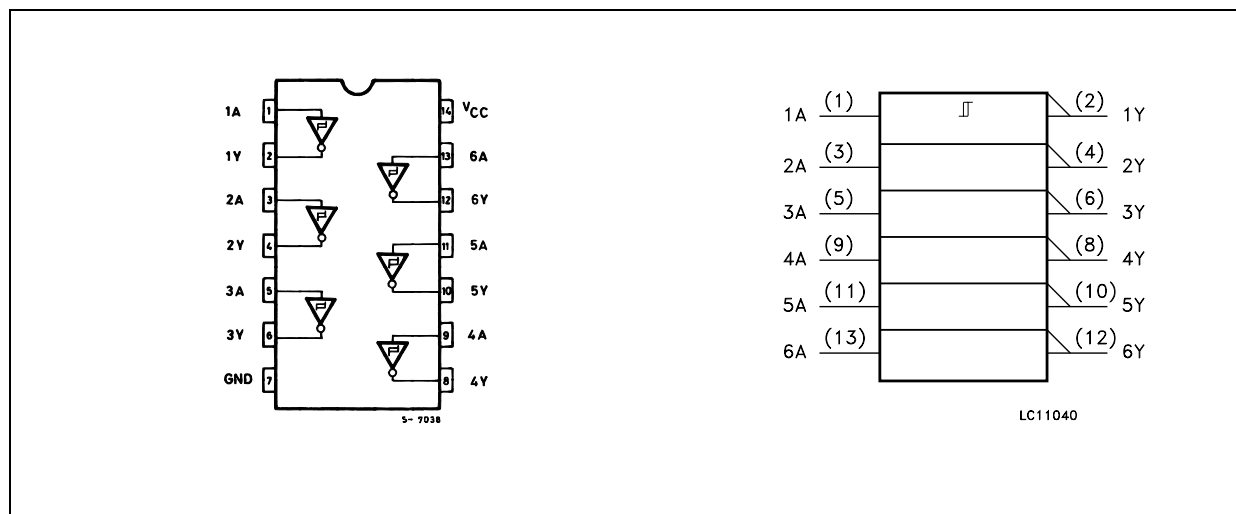 1A 1 14 VCC
1Y 2 13 6A
2A 3 12 6Y
2Y 4 11 5A
3A 5 10 5Y
3Y 6 9 4A
GND 7 8 4Y
S- 7038
1A (1) (2) 1Y
2A (3) (4) 2Y
3A (5) (6) 3Y
4A (9) (8) 4Y
5A (11) (10) 5Y
6A (13) (12) 6Y
LC11040